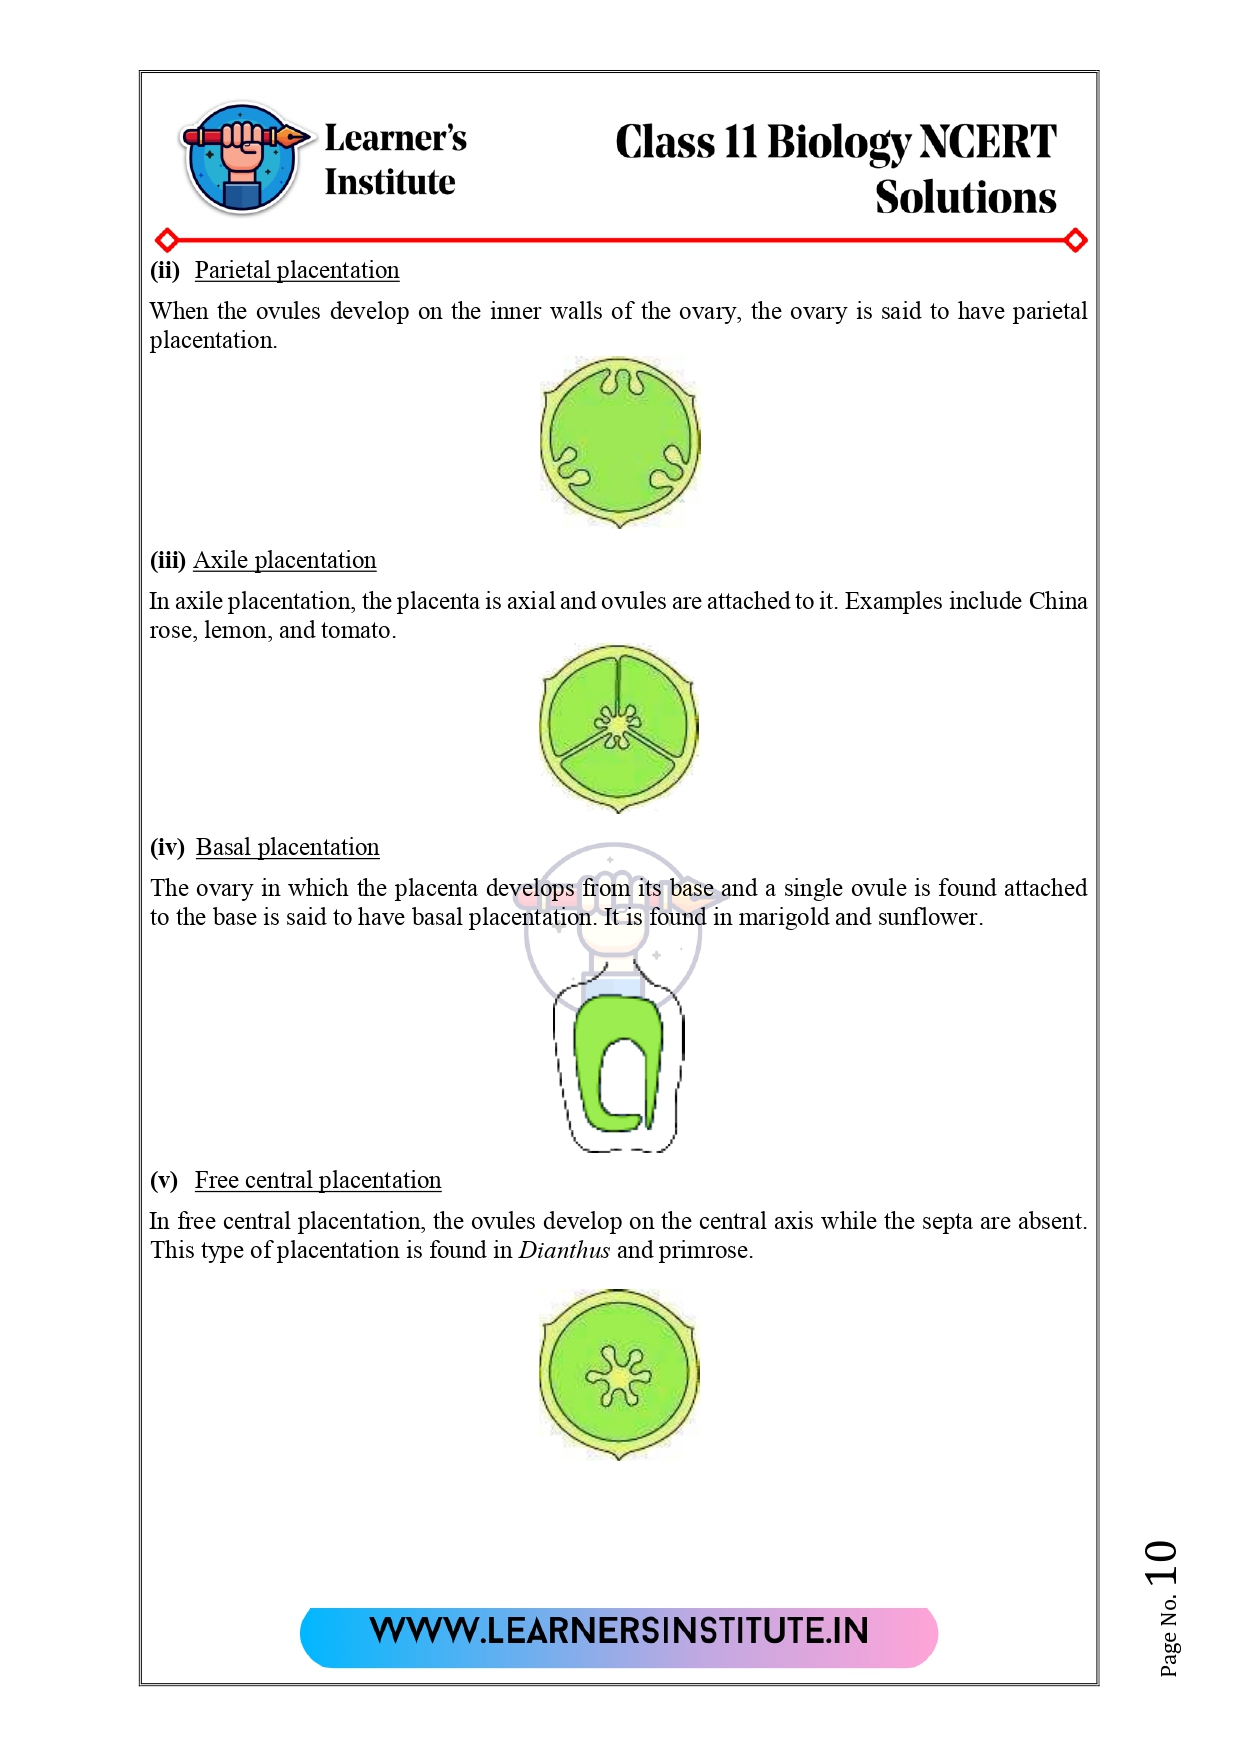 Learner's
Institute
Class 11 Biology NCERT
Solutions
(ii) Parietal placentation
When the ovules develop on the inner walls of the ovary, the ovary is said to have parietal
placentation.
(iii) Axile placentation
In axile placentation, the placenta is axial and ovules are attached to it. Examples include China
rose, lemon, and tomato.
(iv) Basal placentation
The ovary in which the placenta develops from its base and a single ovule is found attached
to the base is said to have basal placentation. It is found in marigold and sunflower.
(v) Free central placentation
In free central placentation, the ovules develop on the central axis while the septa are absent.
This type of placentation is found in Dianthus and primrose.
WWW.LEARNERSINSTITUTE.IN
Page No. 10